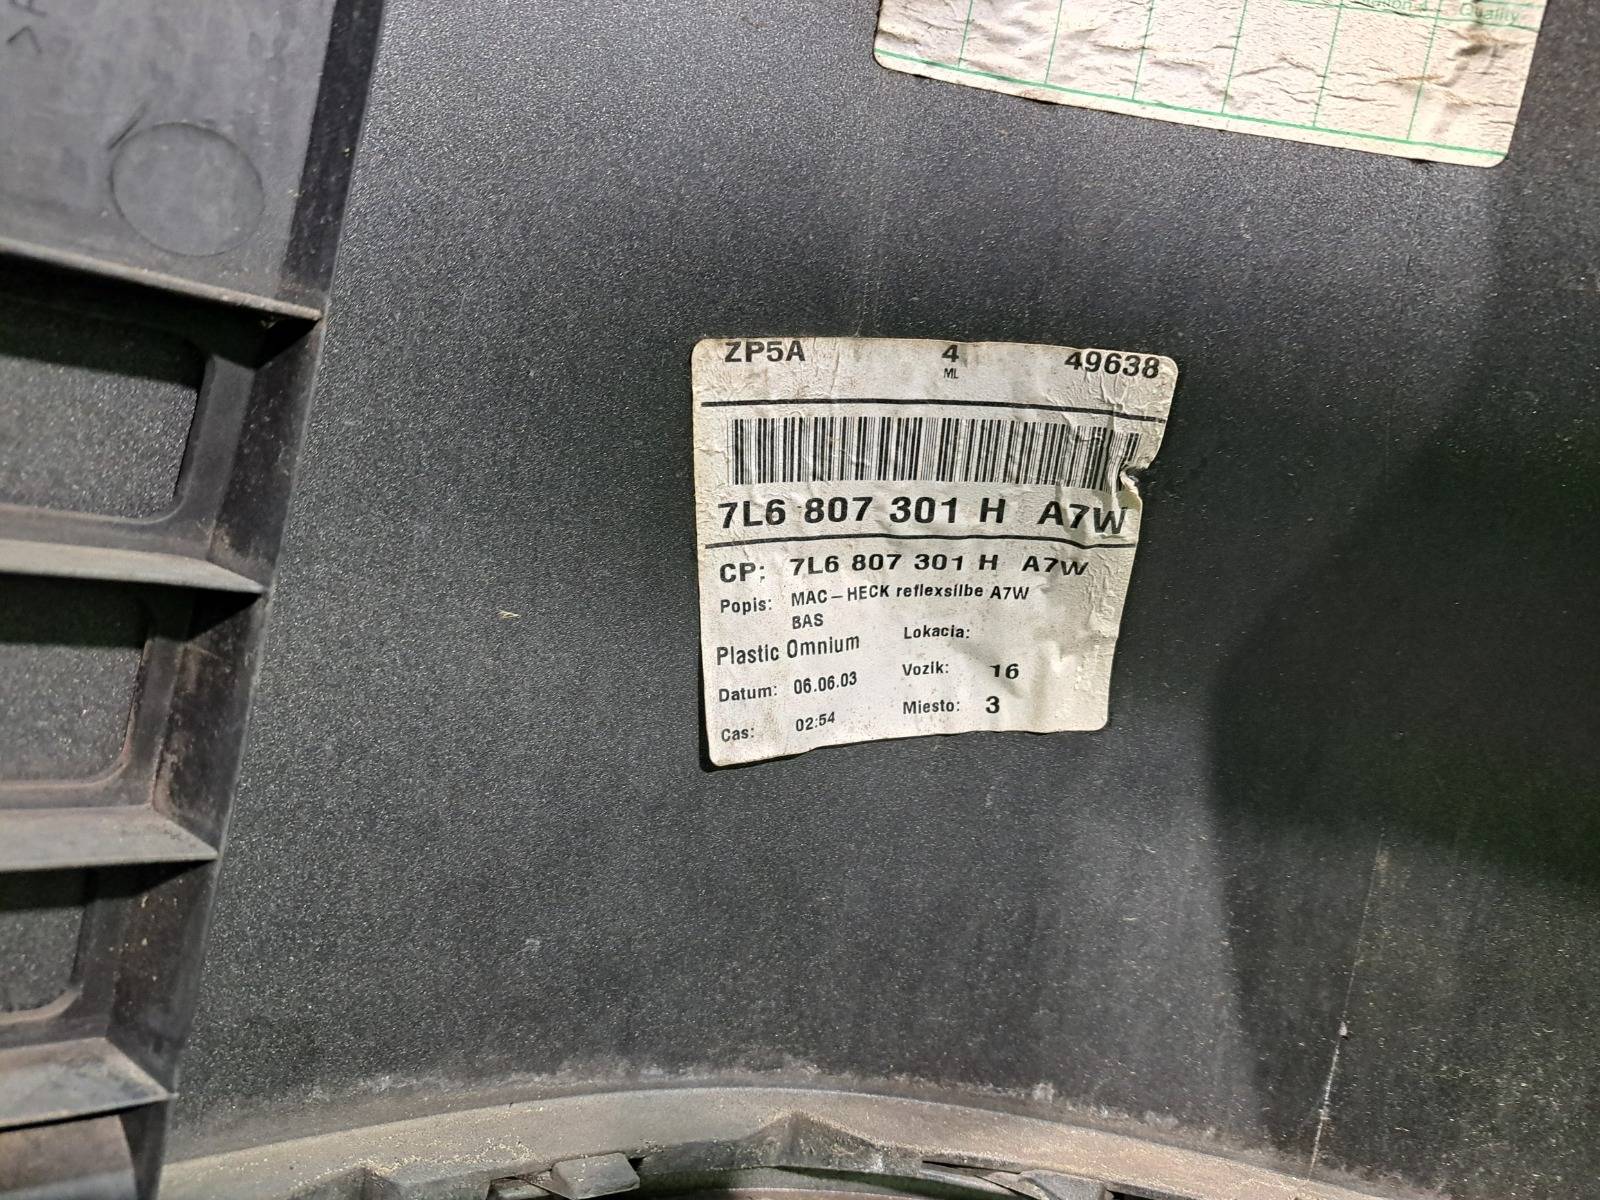 Quality
ZP5A 4 49638
ML
7L6 807 301 H A7W
CP: 7L6 807 301 H A7W
Popis: MAC-HECK reflexsilbe A7W
BAS
Plastic Omnium Lokacia:
Datum: 06.06.03 Vozik: 16
Cas: 02:54 Miesto: 3